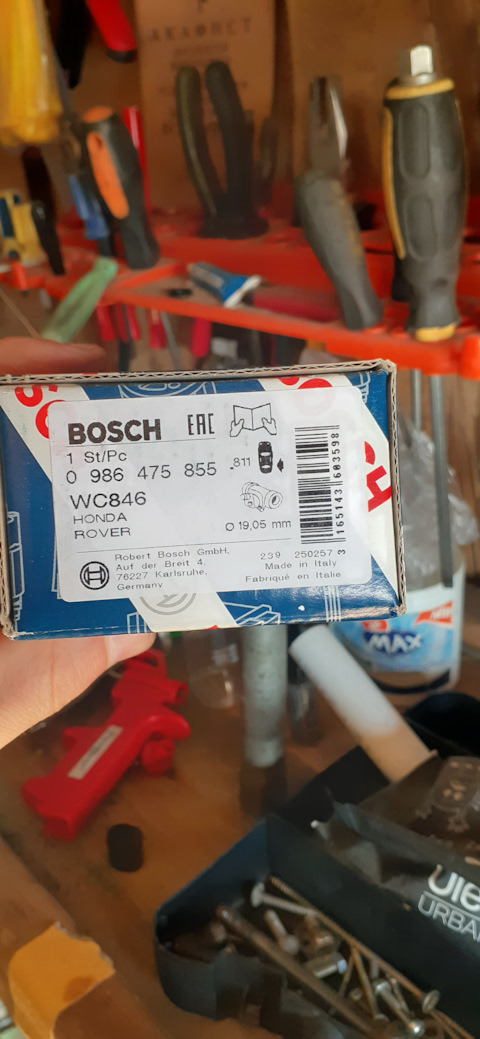 АКАФИСТ
BOSCH EAC
1 St/Pc
0 986 475 855
.811
WC846
HONDA
ROVER
Ø 19,05 mm
3 165143 603598
Robert Bosch GmbH,
Auf der Breit 4,
76227 Karlsruhe,
Germany
239 250257
Made in Italy
Fabriqué en Italie
MAX
URBA